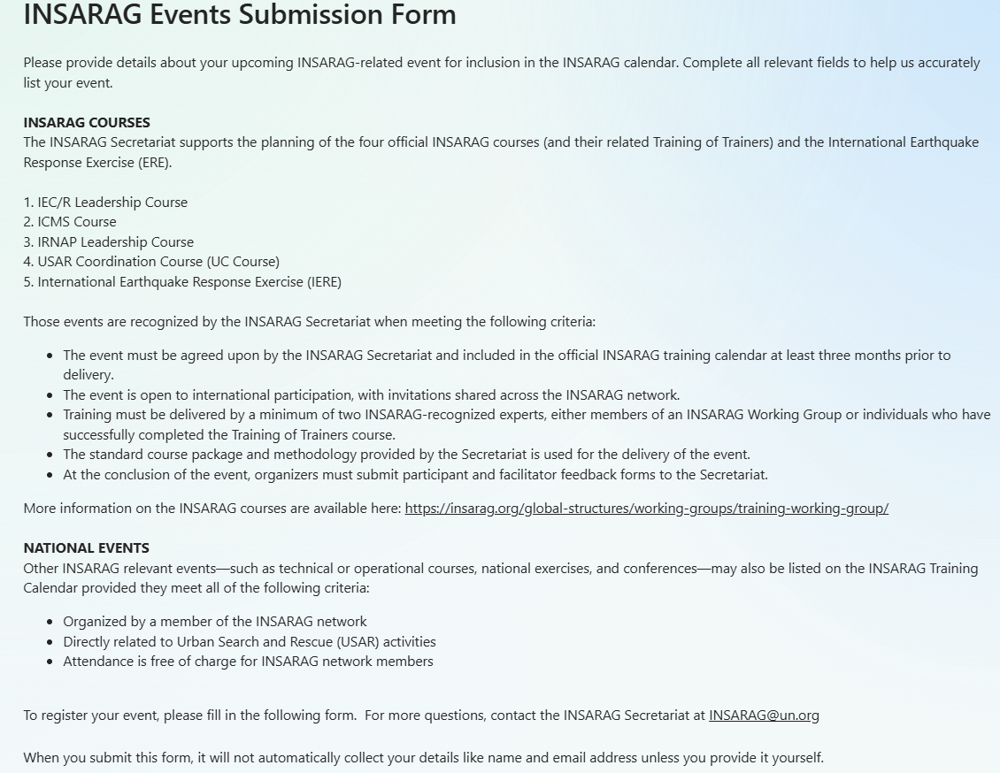 INSARAG Events Submission Form
Please provide details about your upcoming INSARAG-related event for inclusion in the INSARAG calendar. Complete all relevant fields to help us accurately
list your event.
INSARAG COURSES
The INSARAG Secretariat supports the planning of the four official INSARAG courses (and their related Training of Trainers) and the International Earthquake
Response Exercise (ERE).
1. IEC/R Leadership Course
2. ICMS Course
3. IRNAP Leadership Course
4. USAR Coordination Course (UC Course)
5. International Earthquake Response Exercise (IERE)
Those events are recognized by the INSARAG Secretariat when meeting the following criteria:
• The event must be agreed upon by the INSARAG Secretariat and included in the official INSARAG training calendar at least three months prior to
delivery.
• The event is open to international participation, with invitations shared across the INSARAG network.
• Training must be delivered by a minimum of two INSARAG-recognized experts, either members of an INSARAG Working Group or individuals who have
successfully completed the Training of Trainers course.
• The standard course package and methodology provided by the Secretariat is used for the delivery of the event.
• At the conclusion of the event, organizers must submit participant and facilitator feedback forms to the Secretariat.
More information on the INSARAG courses are available here: https://insarag.org/global-structures/working-groups/training-working-group/
NATIONAL EVENTS
Other INSARAG relevant events—such as technical or operational courses, national exercises, and conferences—may also be listed on the INSARAG Training
Calendar provided they meet all of the following criteria:
• Organized by a member of the INSARAG network
• Directly related to Urban Search and Rescue (USAR) activities
• Attendance is free of charge for INSARAG network members
To register your event, please fill in the following form. For more questions, contact the INSARAG Secretariat at INSARAG@un.org
When you submit this form, it will not automatically collect your details like name and email address unless you provide it yourself.